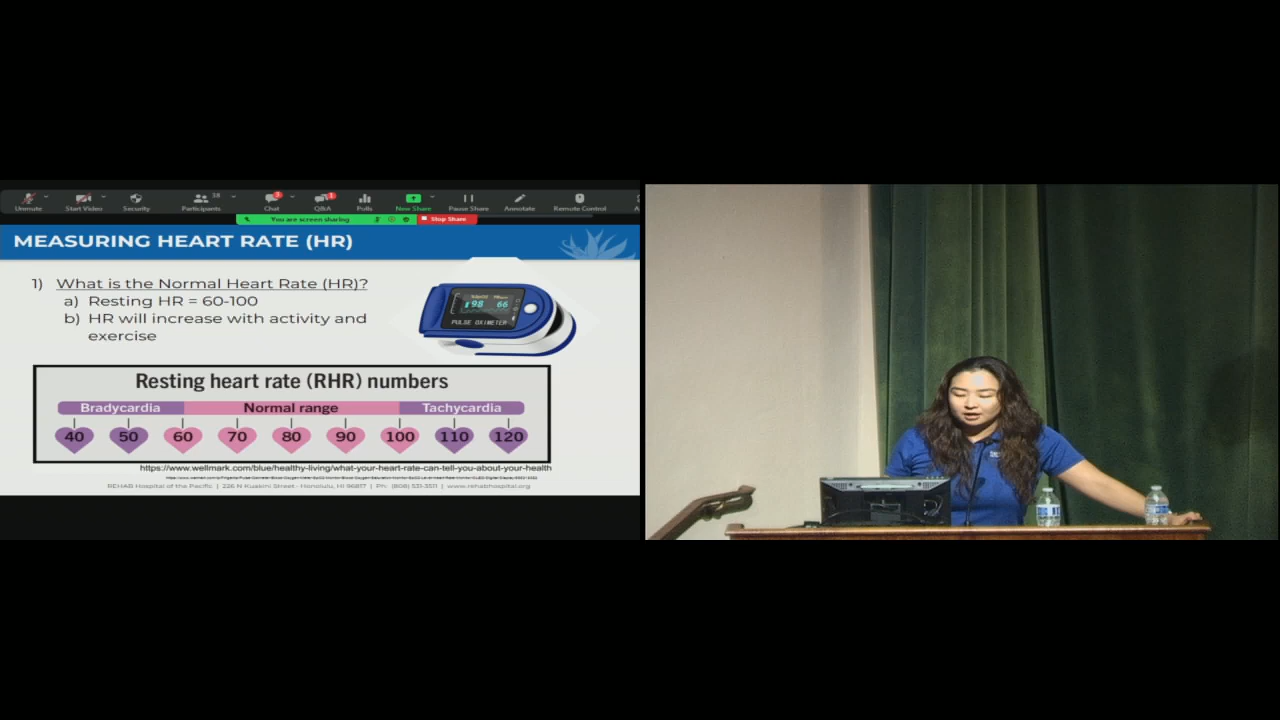 Unmute
Start Video
Security
Participants
38
Chat
Q&A
Polls
New Share
Pause Share
Annotate
Remote Control
You are screen sharing
Stop Share
MEASURING HEART RATE (HR)
1) What is the Normal Heart Rate (HR)?
a) Resting HR = 60-100
b) HR will increase with activity and
exercise
98 66
PULSE OXIMETER
Resting heart rate (RHR) numbers
Bradycardia Normal range Tachycardia
40 50 60 70 80 90 100 110 120
https://www.wellmark.com/blue/healthy-living/what-your-heart-rate-can-tell-you-about-your-health
REHAB Hospital of the Pacific | 226 N Kuakini Street - Honolulu, HI 96817 | Ph: (808) 531-3511 | www.rehabhospital.org